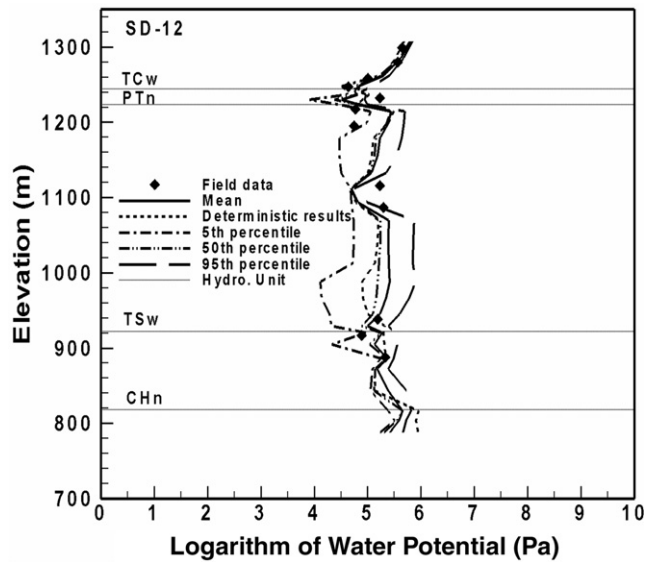 SD-12
1300
TCw
PTn
1200
Field data
Mean
1100
Deterministic results
5th percentile
50th percentile
1000
95th percentile
Hydro. Unit
TSw
900
CHn
800
700
0 1 2 3 4 5 6 7 8 9 10
Elevation (m)
Logarithm of Water Potential (Pa)